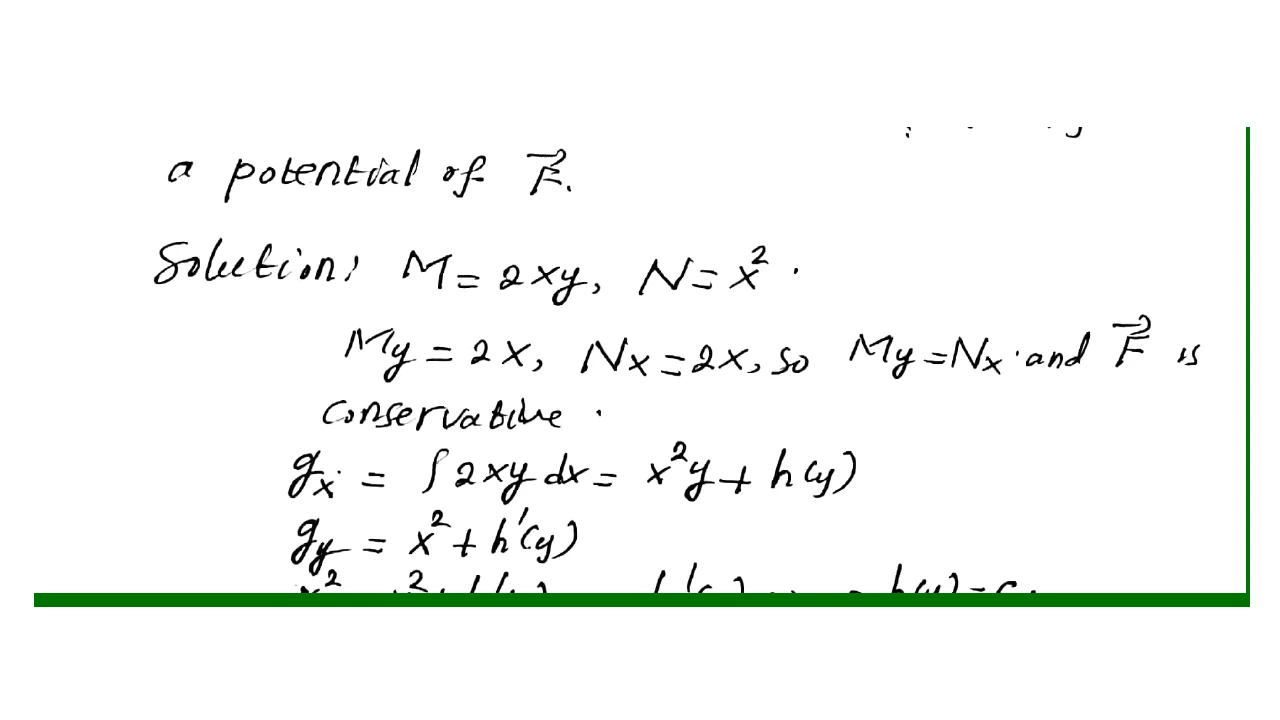 a potential of F⃗.
Solution: M = 2xy, N = x² .
My = 2x, Nx = 2x, so My = Nx and F⃗ is
conservative .
gx = ∫ 2xy dx = x²y + h(y)
gy = x² + h'(y)